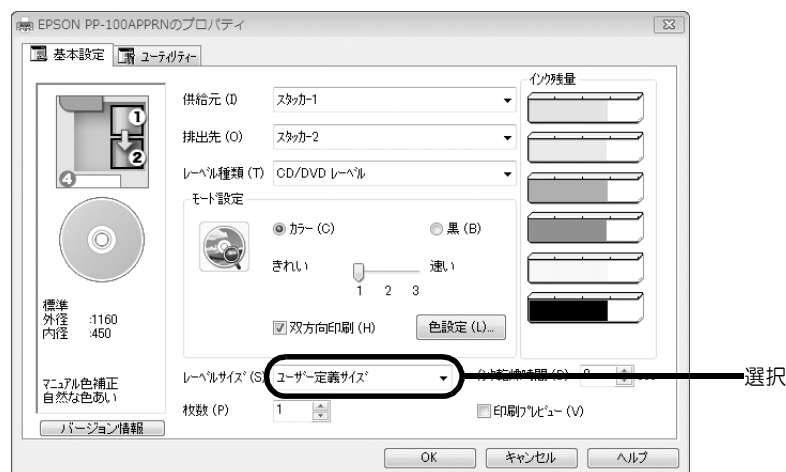 EPSON PP-100APPRNのプロパティ
基本設定 ユーティリティー
供給元 (I) スタッカー1
排出先 (O) スタッカー2
レーベル種類 (T) CD/DVD レーベル
モード設定
カラー (C) 黒 (B)
きれい 速い
1 2 3
双方向印刷 (H) 色設定 (L)...
レーベルサイズ (S) ユーザー定義サイズ
枚数 (P) 1
印刷プレビュー (V)
インク残量
1
2
4
標準
外径 :1160
内径 :450
マニュアル色補正
自然な色あい
バージョン情報
OK キャンセル ヘルプ
選択